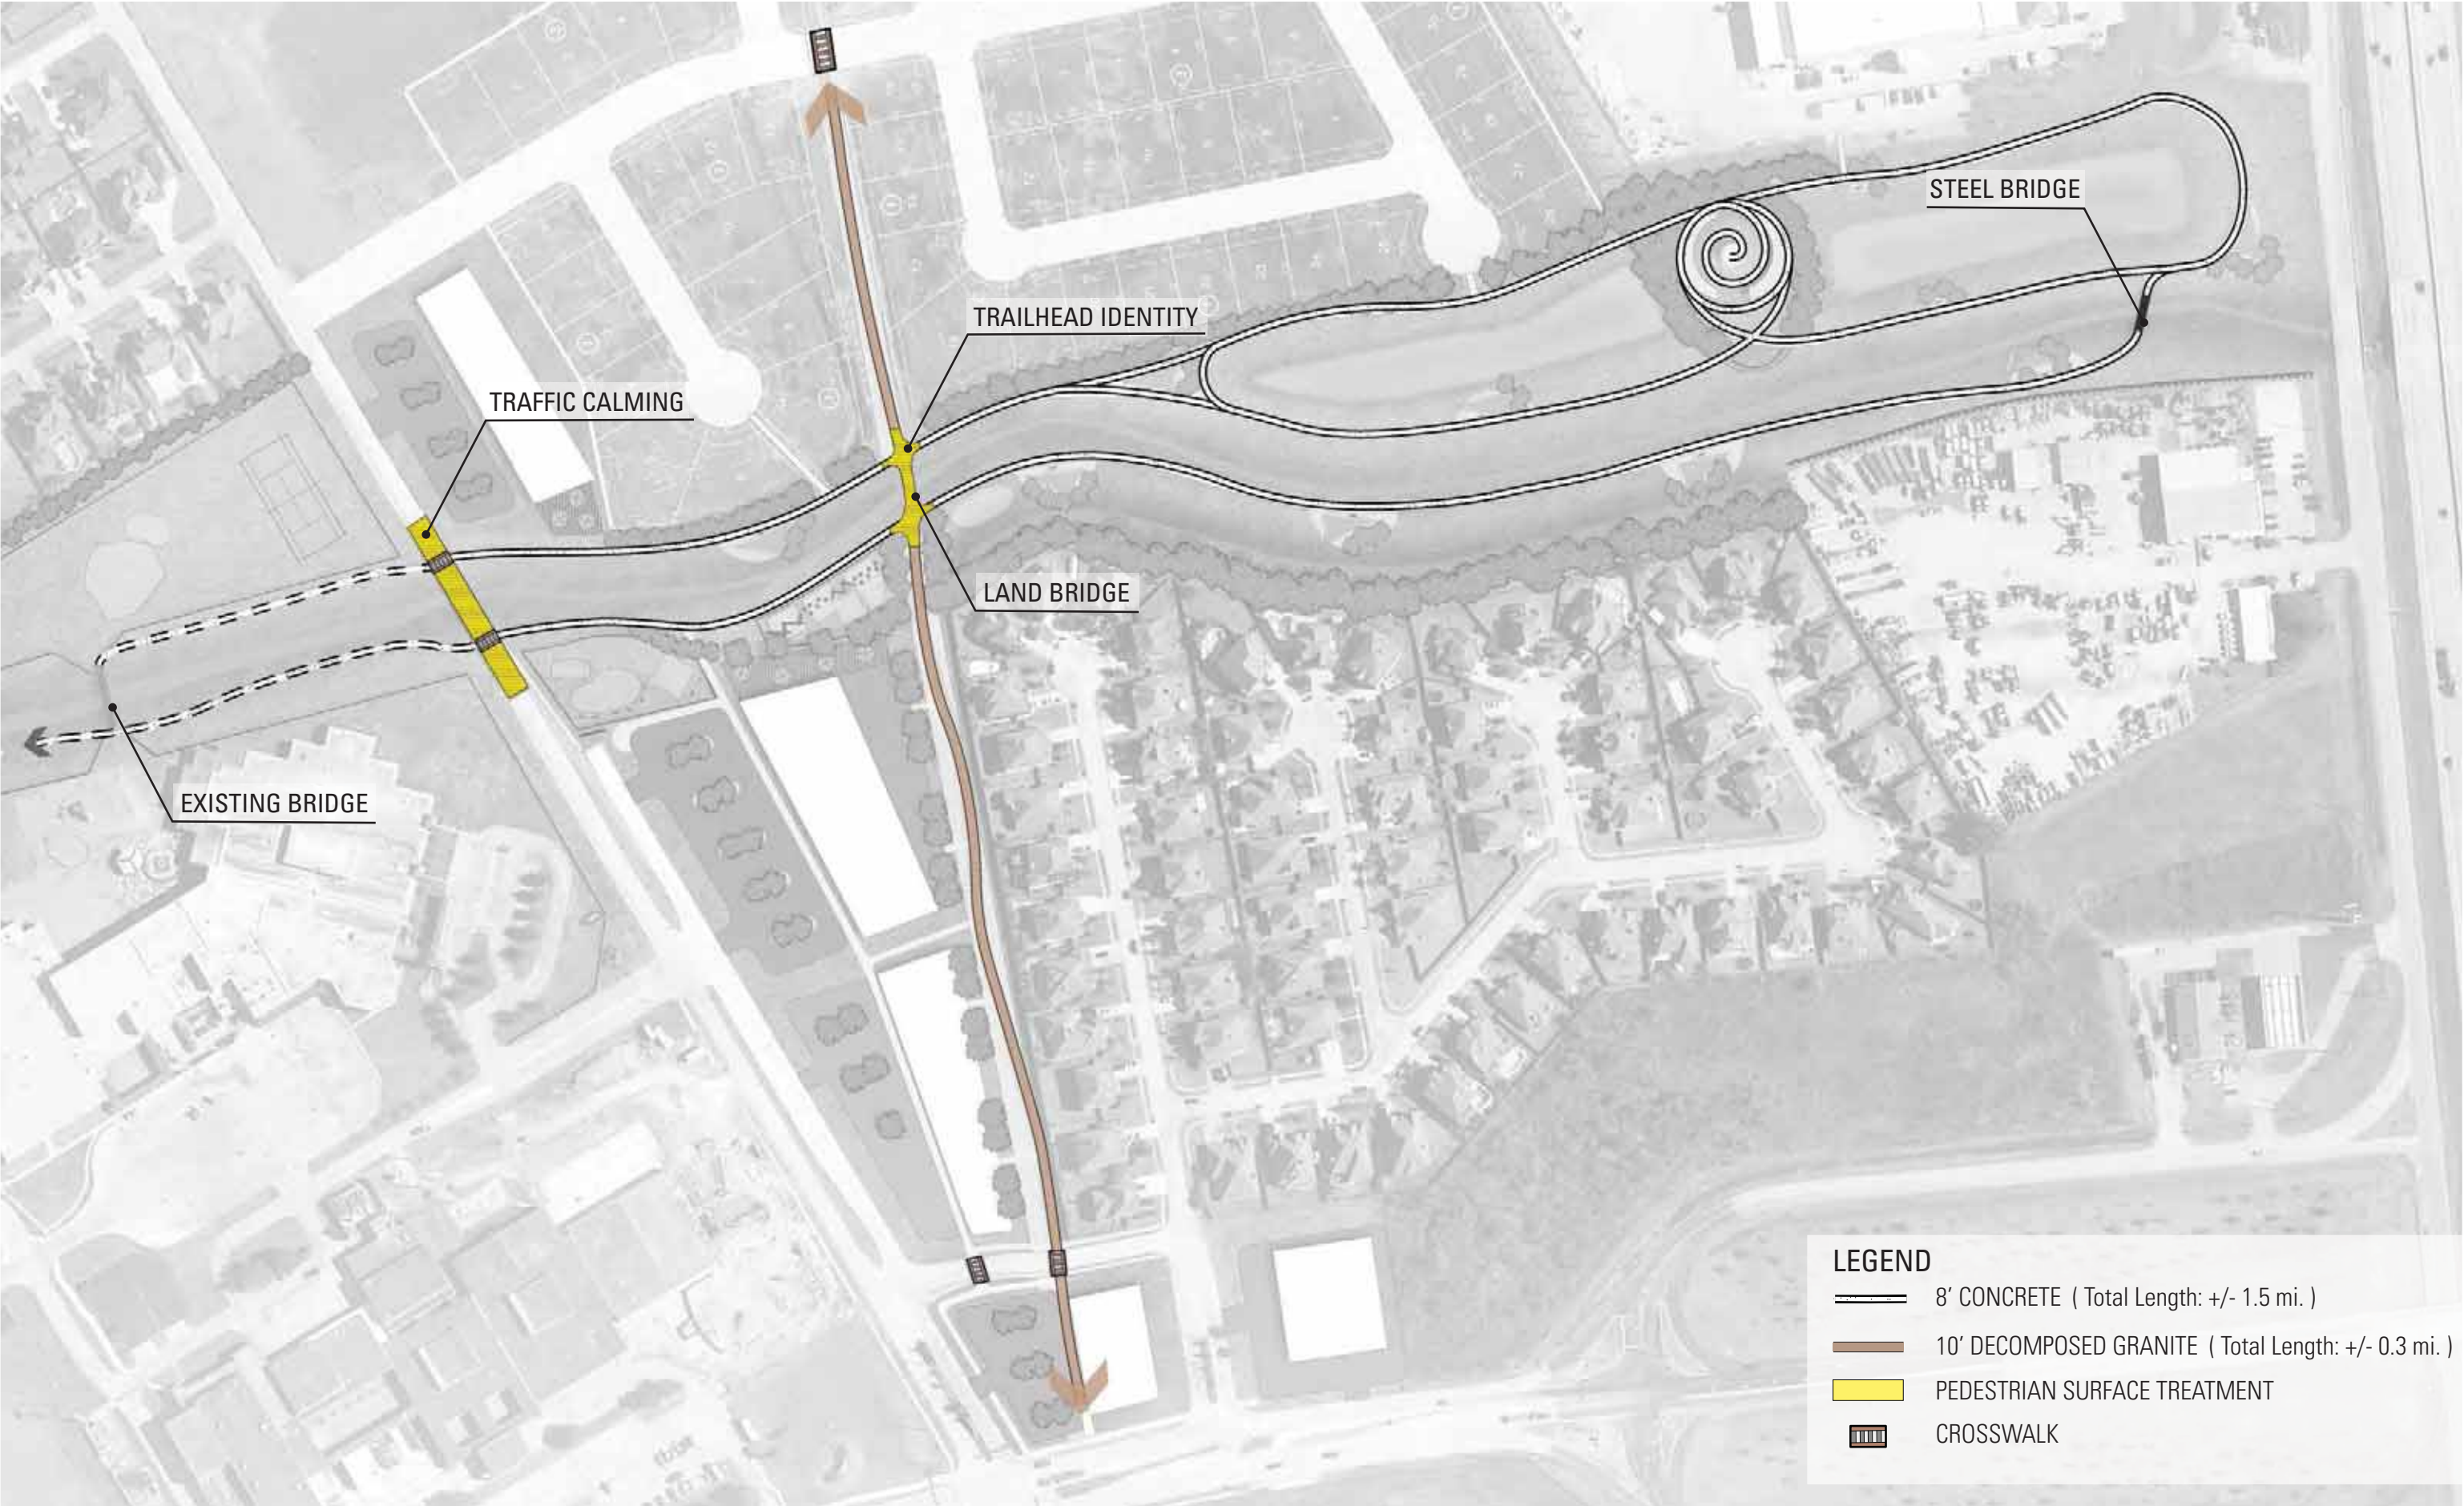 STEEL BRIDGE
TRAILHEAD IDENTITY
TRAFFIC CALMING
LAND BRIDGE
EXISTING BRIDGE
LEGEND
8’ CONCRETE ( Total Length: +/- 1.5 mi. )
10’ DECOMPOSED GRANITE ( Total Length: +/- 0.3 mi. )
PEDESTRIAN SURFACE TREATMENT
CROSSWALK